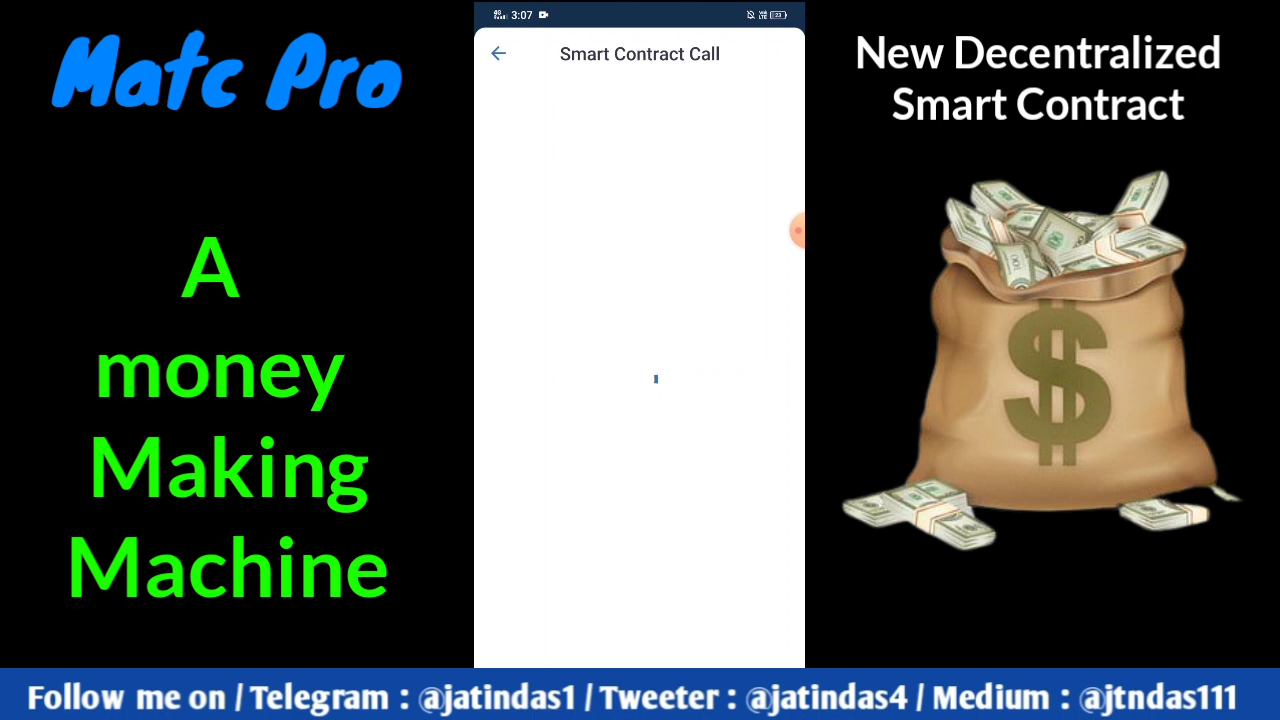 Matc Pro
A
money
Making
Machine
3:07
23
Smart Contract Call
New Decentralized
Smart Contract
$
Follow me on / Telegram : @jatindas1 / Tweeter : @jatindas4 / Medium : @jtndas111